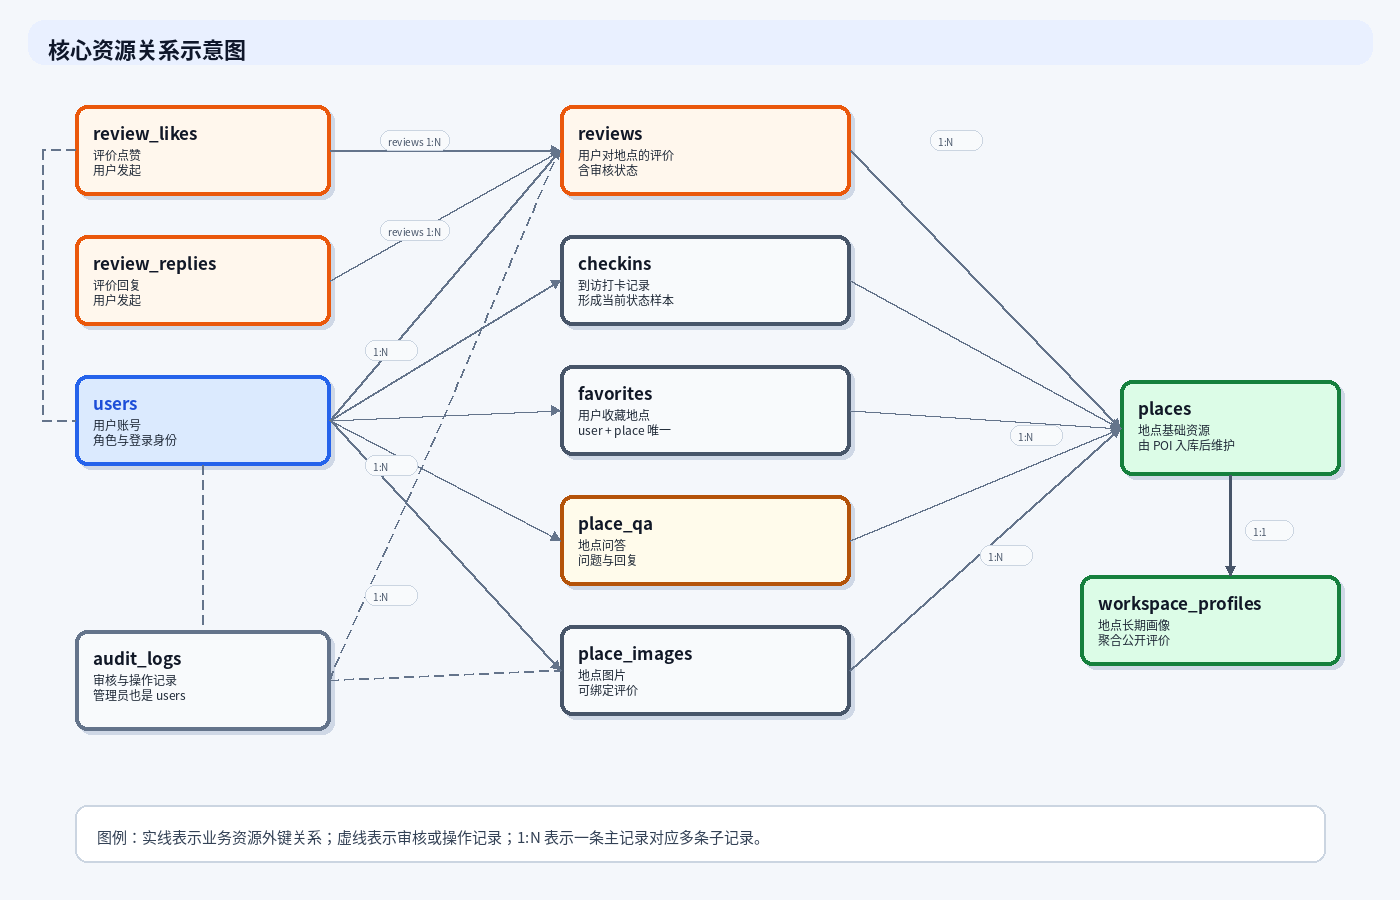 核心资源关系示意图
review_likes
评价点赞
用户发起
reviews 1:N
reviews
用户对地点的评价
含审核状态
1:N
review_replies
评价回复
用户发起
reviews 1:N
checkins
到访打卡记录
形成当前状态样本
1:N
users
用户账号
角色与登录身份
favorites
用户收藏地点
user + place 唯一
places
地点基础资源
由 POI 入库后维护
1:N
1:N
place_qa
地点问答
问题与回复
1:1
1:N
1:N
workspace_profiles
地点长期画像
聚合公开评价
audit_logs
审核与操作记录
管理员也是 users
place_images
地点图片
可绑定评价
图例：实线表示业务资源外键关系；虚线表示审核或操作记录；1:N 表示一条主记录对应多条子记录。